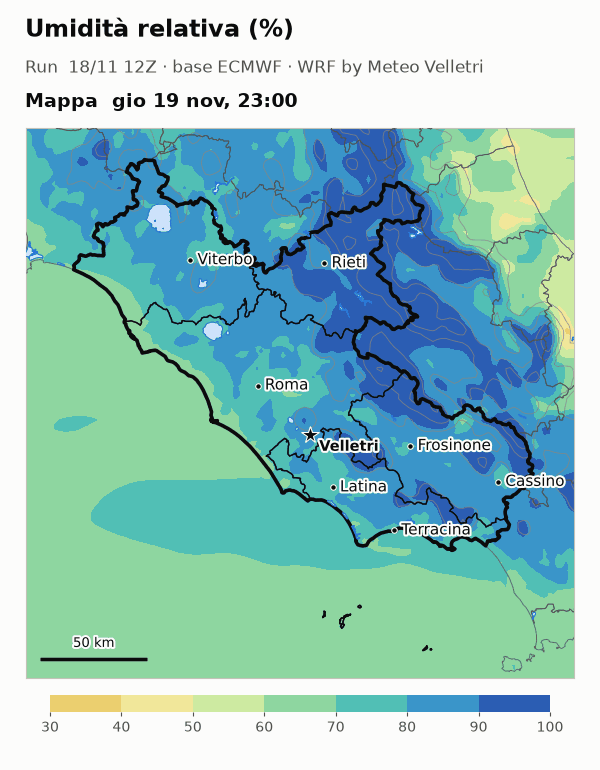 Umidità relativa (%)
Run  18/11 12Z · base ECMWF · WRF by Meteo Velletri
Mappa  gio 19 nov, 23:00
Viterbo
Rieti
Roma
Velletri
Frosinone
Cassino
Latina
Terracina
50 km
30 40 50 60 70 80 90 100